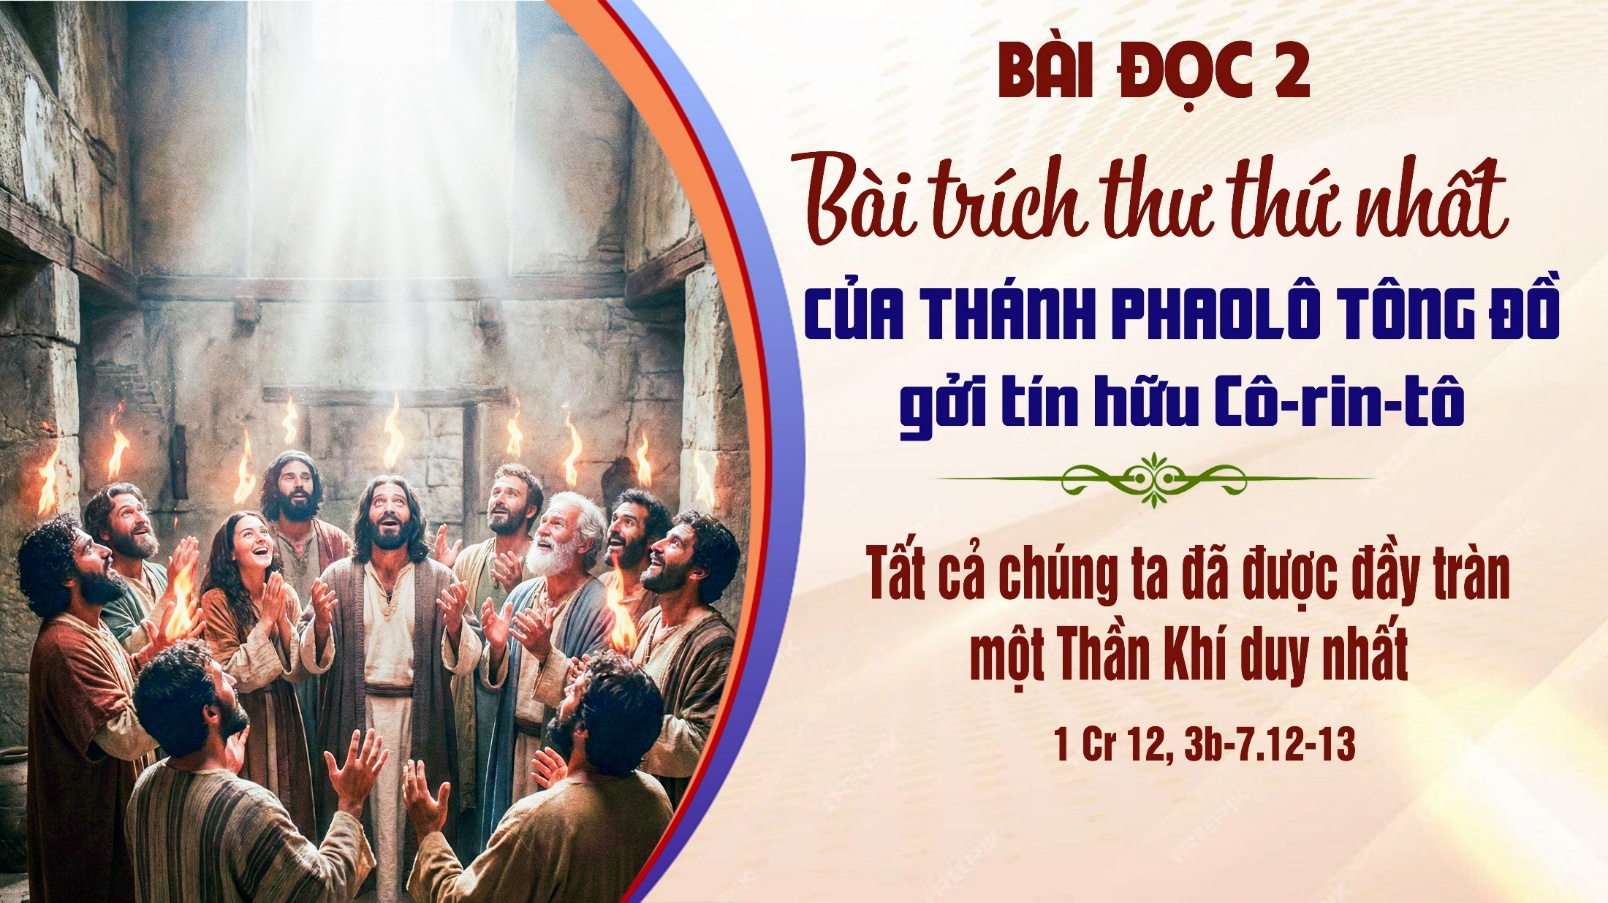 BÀI ĐỌC 2
Bài trích thư thứ nhất
CỦA THÁNH PHAOLÔ TÔNG ĐỒ
gởi tín hữu Cô-rin-tô
Tất cả chúng ta đã được đầy tràn
một Thần Khí duy nhất
1 Cr 12, 3b-7.12-13